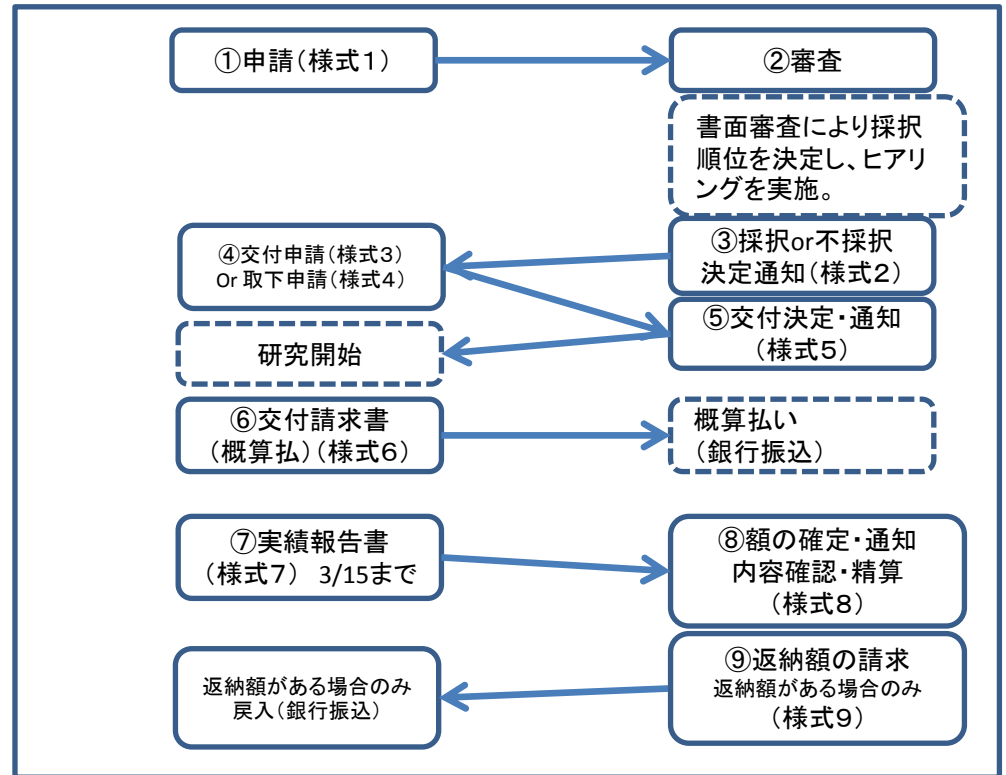 ①申請(様式1)
②審査
書面審査により採択
順位を決定し、ヒアリ
ングを実施。
③採択or不採択
決定通知(様式2)
④交付申請(様式3)
Or 取下申請(様式4)
⑤交付決定・通知
(様式5)
研究開始
⑥交付請求書
(概算払)(様式6)
概算払い
(銀行振込)
⑦実績報告書
(様式7) 3/15まで
⑧額の確定・通知
内容確認・精算
(様式8)
⑨返納額の請求
返納額がある場合のみ
(様式9)
返納額がある場合のみ
戻入(銀行振込)